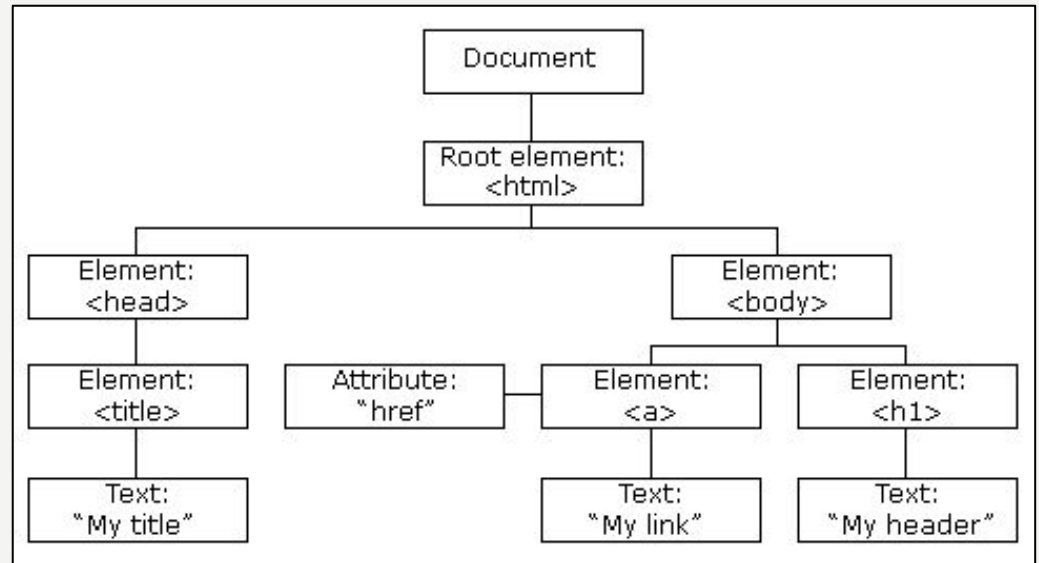 Document
Root element:
<html>
Element:
<head>
Element:
<body>
Element:
<title>
Attribute:
“href”
Element:
<a>
Element:
<h1>
Text:
“My title”
Text:
“My link”
Text:
“My header”